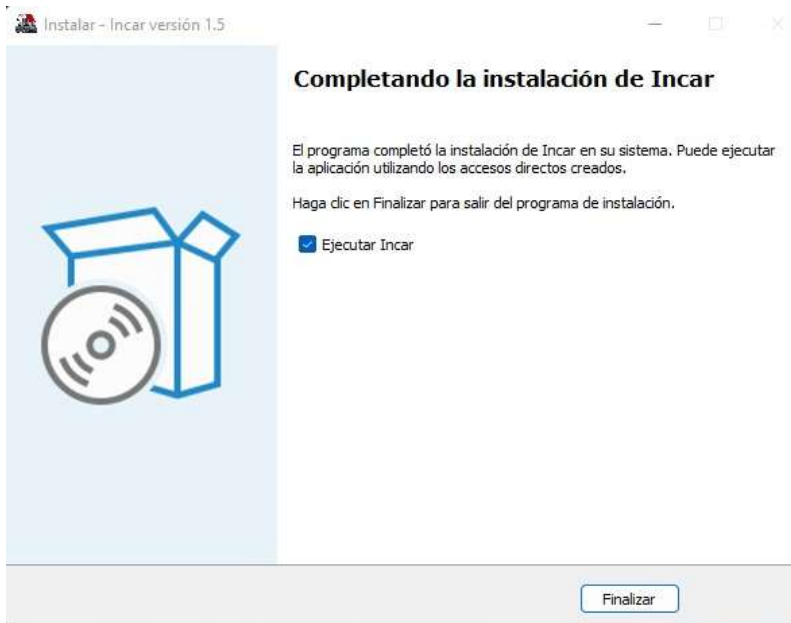 Instalar - Incar versión 1.5
Completando la instalación de Incar
El programa completó la instalación de Incar en su sistema. Puede ejecutar
la aplicación utilizando los accesos directos creados.
Haga clic en Finalizar para salir del programa de instalación.
Ejecutar Incar
Finalizar